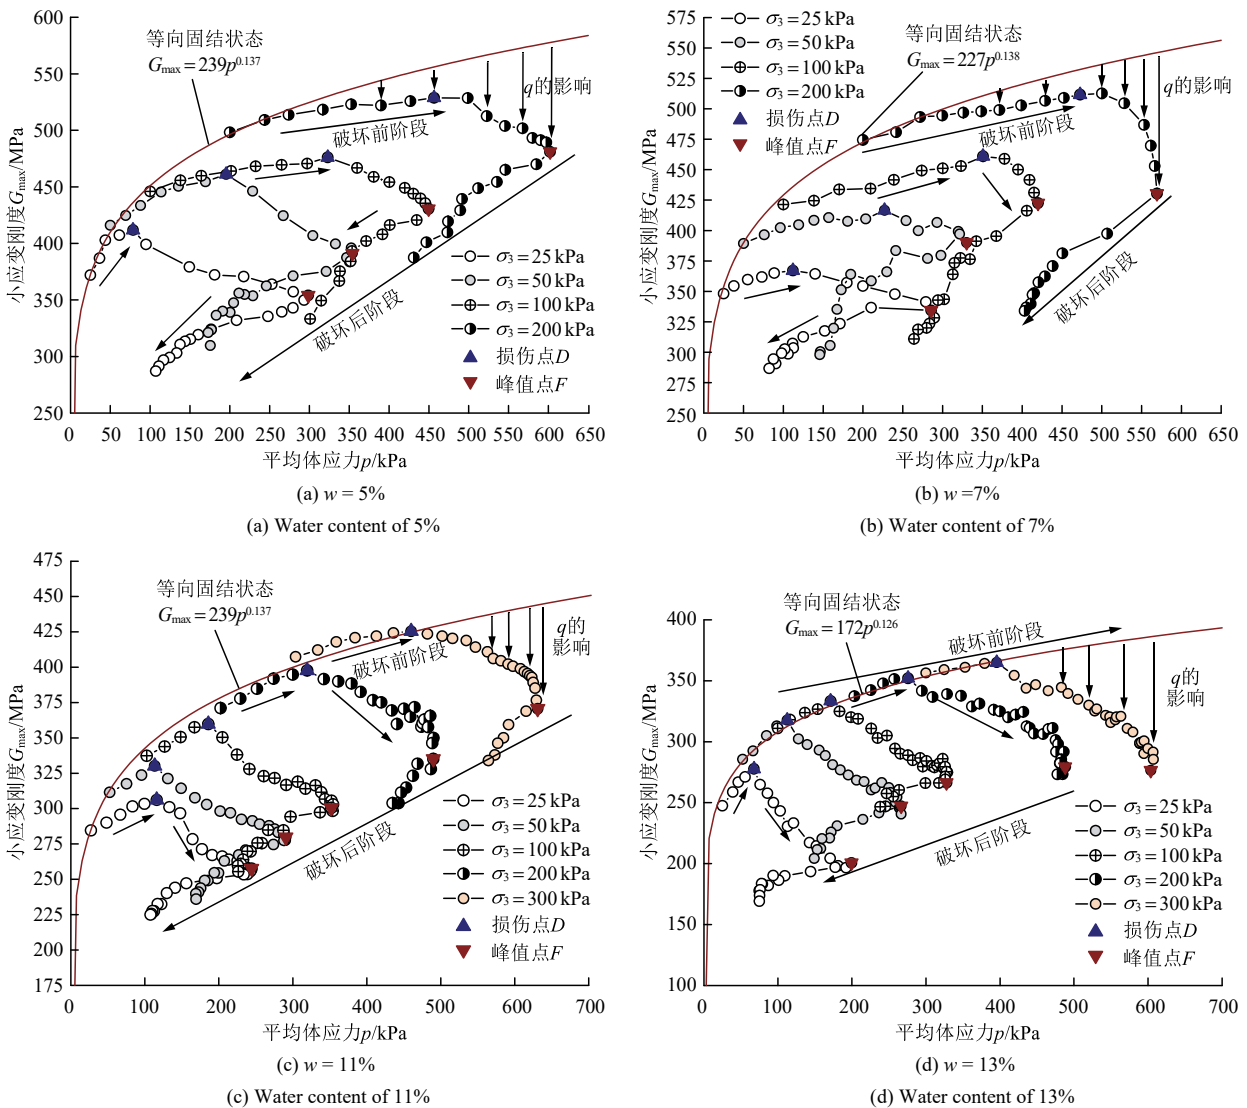 600
550
500
450
400
350
300
250
小应变刚度Gmax/MPa
等向固结状态
Gmax=239p0.137
q的影响
破坏前阶段
破坏后阶段
σ3=25 kPa
σ3=50 kPa
σ3=100 kPa
σ3=200 kPa
损伤点D
峰值点F
0 50 100 150 200 250 300 350 400 450 500 550 600 650
平均体应力p/kPa
(a) w = 5%
(a) Water content of 5%
575
550
525
500
475
450
425
400
375
350
325
300
275
250
小应变刚度Gmax/MPa
σ3=25 kPa
σ3=50 kPa
σ3=100 kPa
σ3=200 kPa
损伤点D
峰值点F
等向固结状态
Gmax=227p0.138
q的影响
破坏前阶段
破坏后阶段
0 50 100 150 200 250 300 350 400 450 500 550 600 650
平均体应力p/kPa
(b) w =7%
(b) Water content of 7%
475
450
425
400
375
350
325
300
275
250
225
200
175
小应变刚度Gmax/MPa
等向固结状态
Gmax=239p0.137
q的
影响
破坏前阶段
破坏后阶段
σ3=25 kPa
σ3=50 kPa
σ3=100 kPa
σ3=200 kPa
σ3=300 kPa
损伤点D
峰值点F
0 100 200 300 400 500 600 700
平均体应力p/kPa
(c) w = 11%
(c) Water content of 11%
400
350
300
250
200
150
100
小应变刚度Gmax/MPa
等向固结状态
Gmax=172p0.126
破坏前阶段
q的
影响
破坏后阶段
σ3=25 kPa
σ3=50 kPa
σ3=100 kPa
σ3=200 kPa
σ3=300 kPa
损伤点D
峰值点F
0 100 200 300 400 500 600 700
平均体应力p/kPa
(d) w = 13%
(d) Water content of 13%